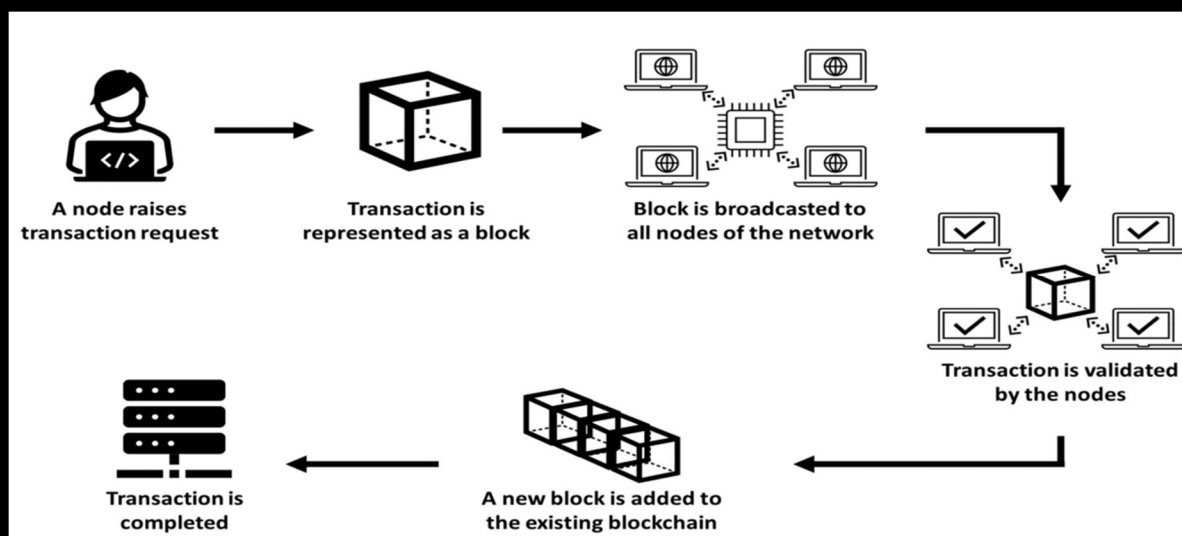 </>
A node raises
transaction request
Transaction is
represented as a block
Block is broadcasted to
all nodes of the network
Transaction is validated
by the nodes
A new block is added to
the existing blockchain
Transaction is
completed